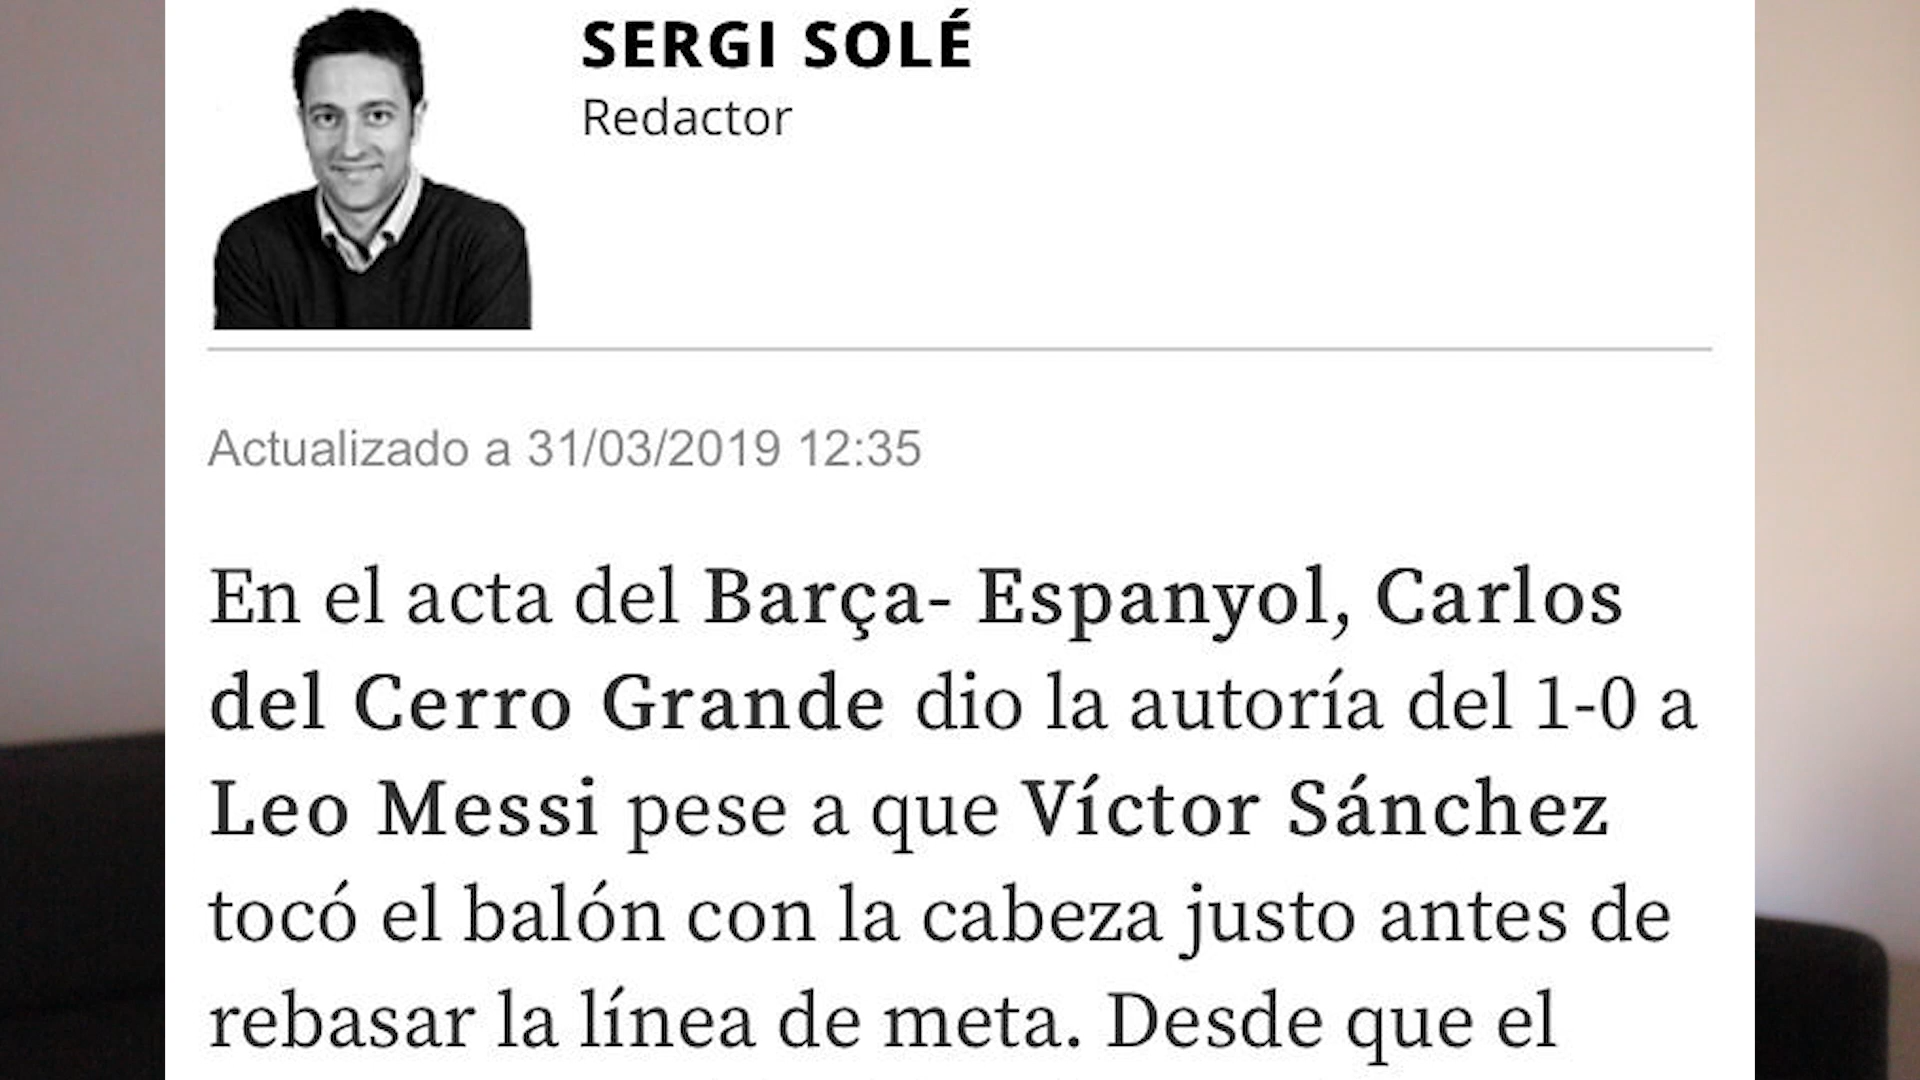 SERGI SOLÉ
Redactor
Actualizado a 31/03/2019 12:35
En el acta del Barça- Espanyol, Carlos
del Cerro Grande dio la autoría del 1-0 a
Leo Messi pese a que Víctor Sánchez
tocó el balón con la cabeza justo antes de
rebasar la línea de meta. Desde que el